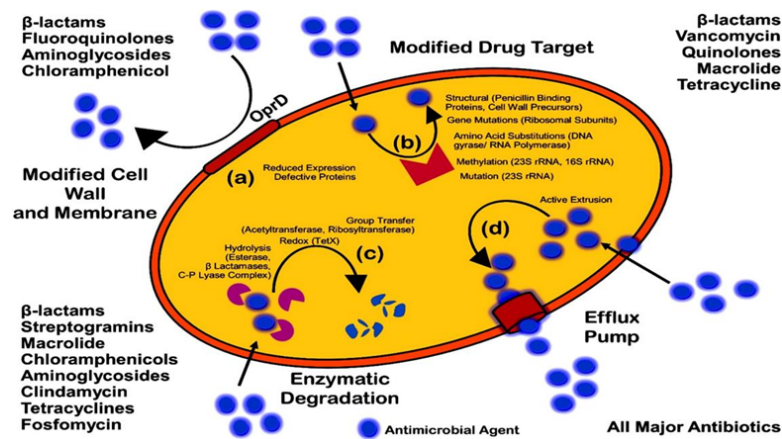 β-lactams
Fluoroquinolones
Aminoglycosides
Chloramphenicol
OprD
Modified Cell
Wall
and Membrane
(a)
Reduced Expression
Defective Proteins
Modified Drug Target
β-lactams
Vancomycin
Quinolones
Macrolide
Tetracycline
Structural (Penicillin Binding
Proteins, Cell Wall Precursors)
Gene Mutations (Ribosomal Subunits)
Amino Acid Substitutions (DNA
gyrase/ RNA Polymerase)
Methylation (23S rRNA, 16S rRNA)
Mutation (23S rRNA)
(b)
Group Transfer
(Acetyltransferase, Ribosyltransferase)
Redox (TetX)
Hydrolysis
(Esterase,
β Lactamases,
C-P Lyase Complex)
(c)
Active Extrusion
(d)
β-lactams
Streptogramins
Macrolide
Chloramphenicols
Aminoglycosides
Clindamycin
Tetracyclines
Fosfomycin
Enzymatic
Degradation
Efflux
Pump
Antimicrobial Agent
All Major Antibiotics